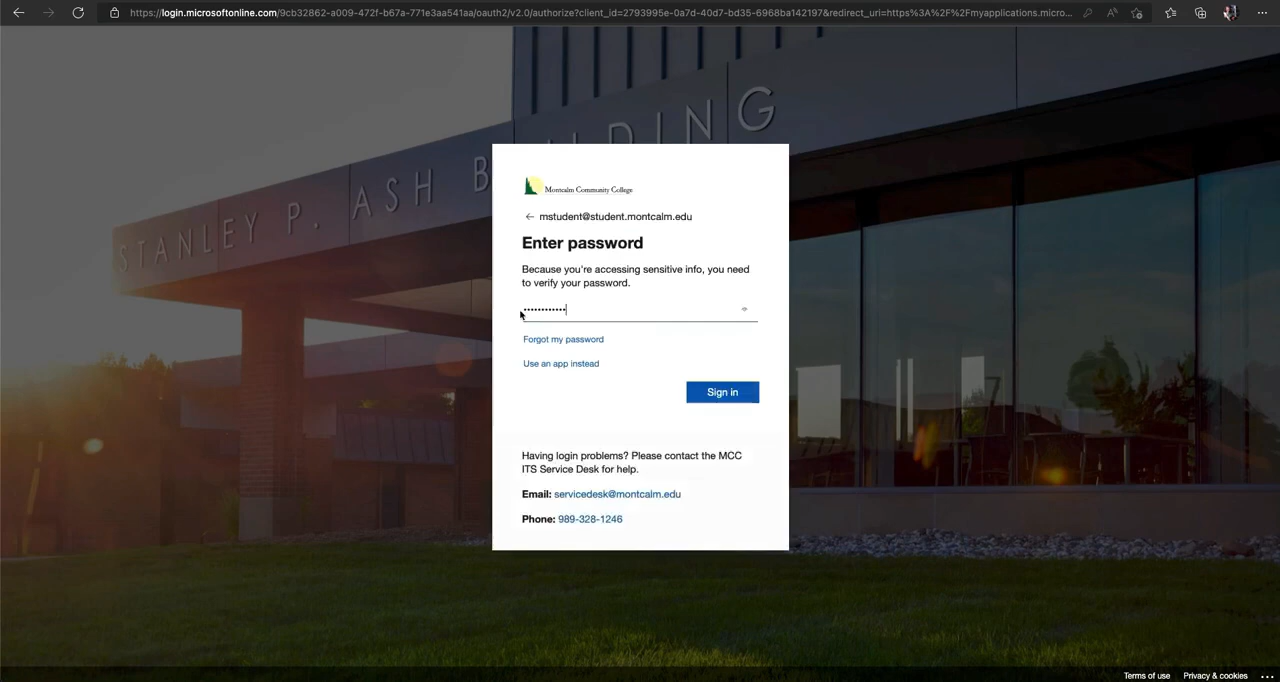 https://login.microsoftonline.com/9cb32862-a009-472f-b67a-771e3aa541aa/oauth2/v2.0/authorize?client_id=2793995e-0a7d-40d7-bd35-6968ba142197&redirect_uri=https%3A%2F%2Fmyapplications.micro...
STANLEY P. ASH BUILDING
Montcalm Community College
mstudent@student.montcalm.edu
Enter password
Because you're accessing sensitive info, you need
to verify your password.
Forgot my password
Use an app instead
Sign in
Having login problems? Please contact the MCC
ITS Service Desk for help.
Email: servicedesk@montcalm.edu
Phone: 989-328-1246
Terms of use Privacy & cookies